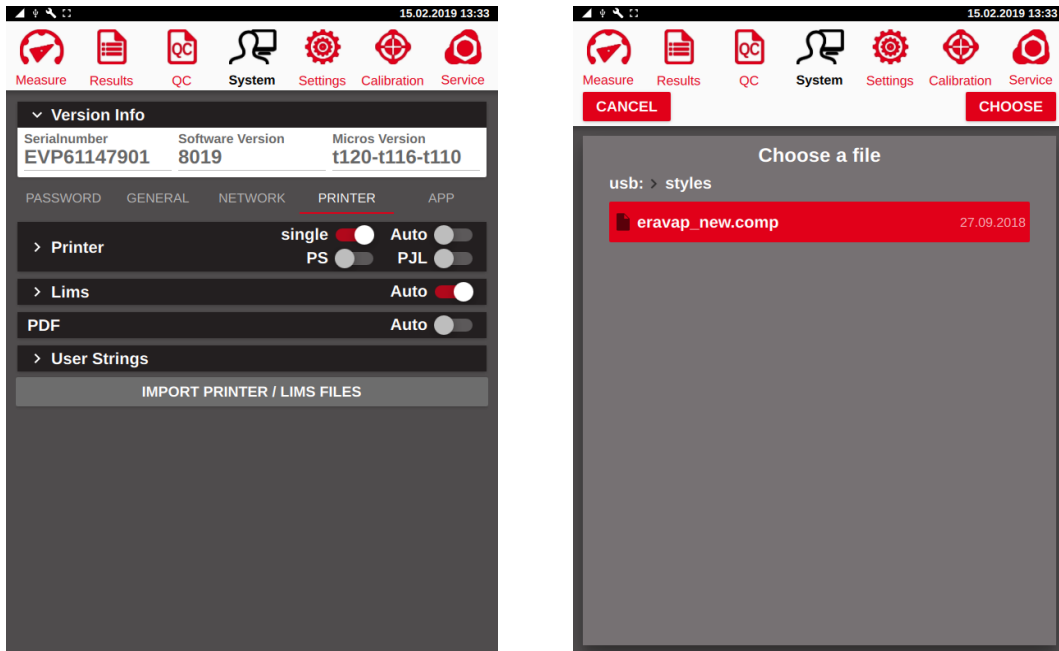 15.02.2019 13:33
Measure Results QC System Settings Calibration Service
Version Info
Serialnumber Software Version Micros Version
EVP61147901 8019 t120-t116-t110
PASSWORD GENERAL NETWORK PRINTER APP
Printer single Auto
PS PJL
Lims Auto
PDF Auto
User Strings
IMPORT PRINTER / LIMS FILES
15.02.2019 13:33
Measure Results QC System Settings Calibration Service
CANCEL CHOOSE
Choose a file
usb: > styles
eravap_new.comp 27.09.2018